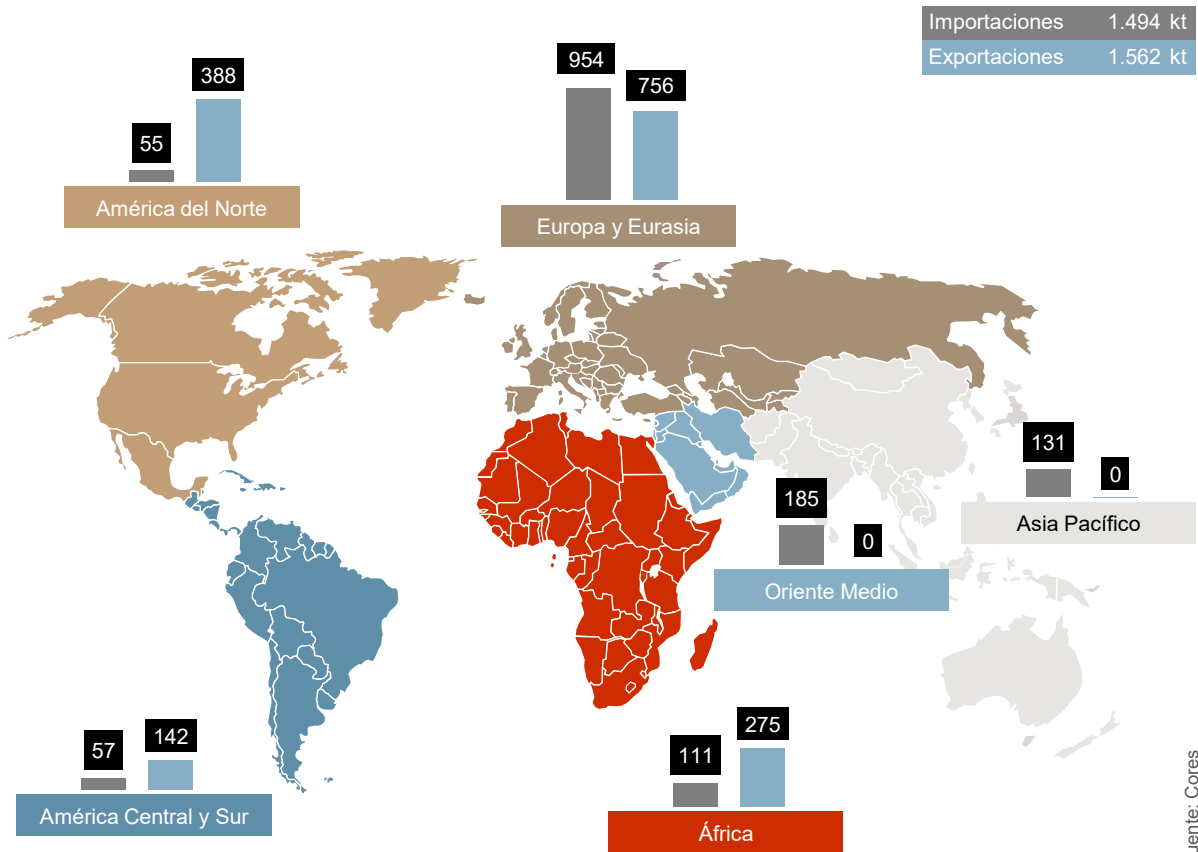 Importaciones 1.494 kt
Exportaciones 1.562 kt
954
756
388
55
América del Norte
Europa y Eurasia
131
0
Asia Pacífico
185
0
Oriente Medio
57
142
América Central y Sur
111
275
África
uente: Cores